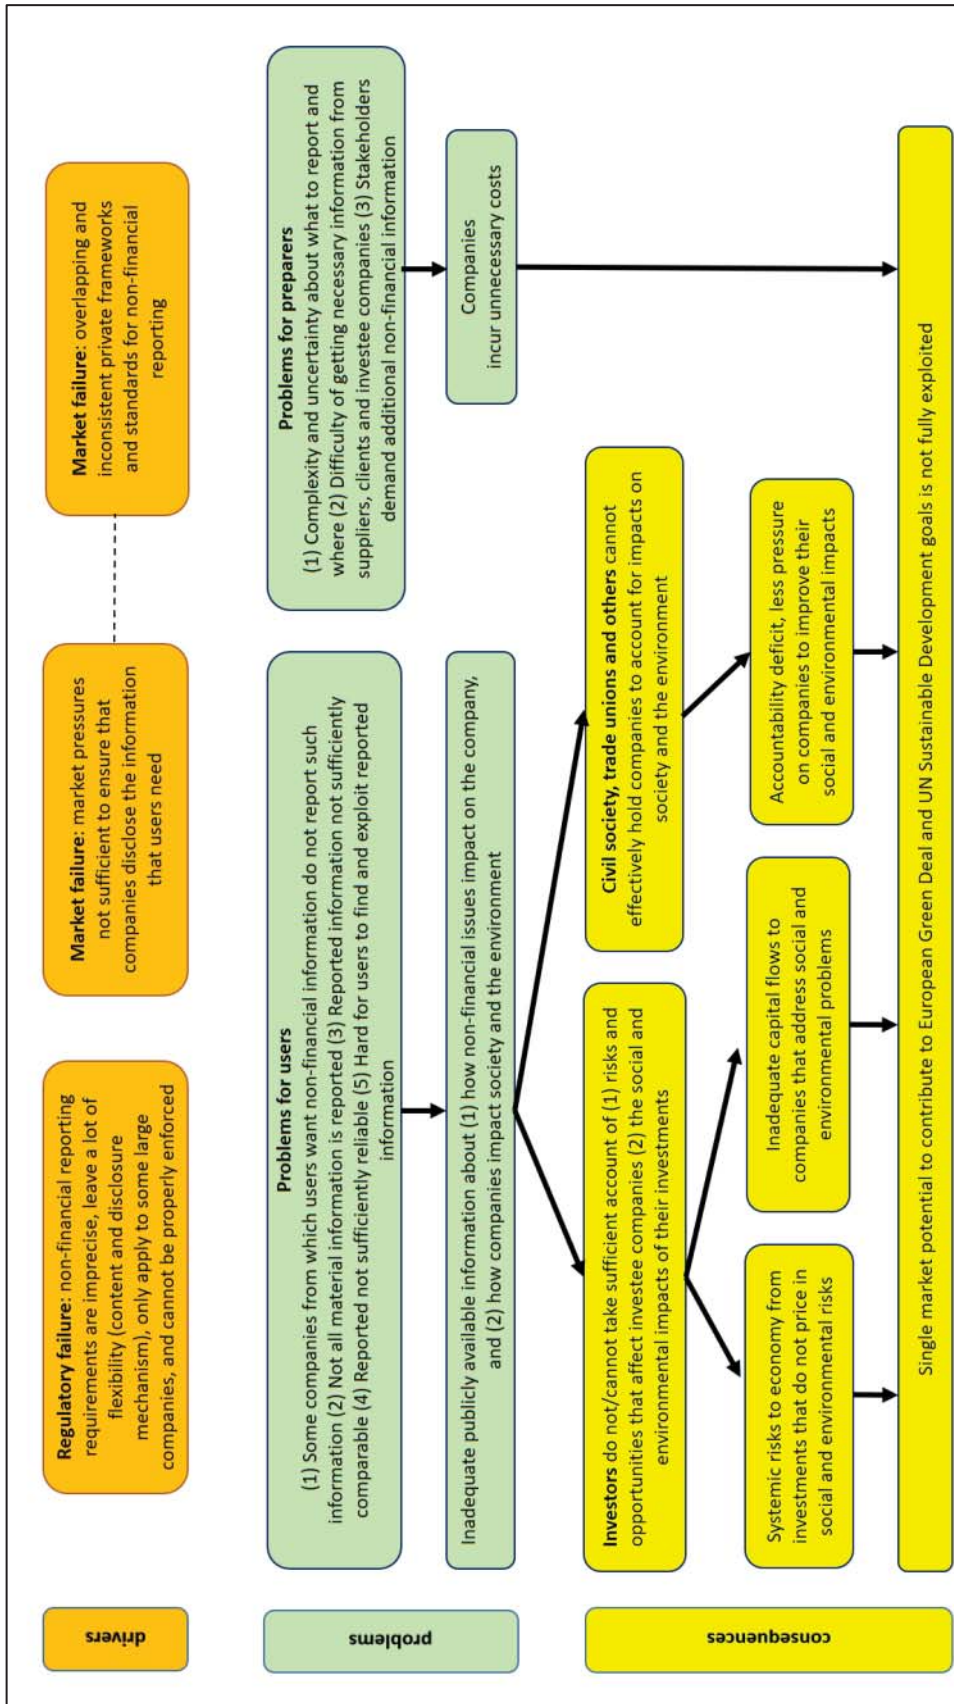 drivers
Regulatory failure: non-financial reporting
requirements are imprecise, leave a lot of
flexibility (content and disclosure
mechanism), only apply to some large
companies, and cannot be properly enforced
Market failure: market pressures
not sufficient to ensure that
companies disclose the information
that users need
Market failure: overlapping and
inconsistent private frameworks
and standards for non-financial
reporting
problems
Problems for users
(1) Some companies from which users want non-financial information do not report such
information (2) Not all material information is reported (3) Reported information not sufficiently
comparable (4) Reported not sufficiently reliable (5) Hard for users to find and exploit reported
information
Problems for preparers
(1) Complexity and uncertainty about what to report and
where (2) Difficulty of getting necessary information from
suppliers, clients and investee companies (3) Stakeholders
demand additional non-financial information
Inadequate publicly available information about (1) how non-financial issues impact on the company,
and (2) how companies impact society and the environment
Companies
incur unnecessary costs
consequences
Investors do not/cannot take sufficient account of (1) risks and
opportunities that affect investee companies (2) the social and
environmental impacts of their investments
Civil society, trade unions and others cannot
effectively hold companies to account for impacts on
society and the environment
Systemic risks to economy from
investments that do not price in
social and environmental risks
Inadequate capital flows to
companies that address social and
environmental problems
Accountability deficit, less pressure
on companies to improve their
social and environmental impacts
Single market potential to contribute to European Green Deal and UN Sustainable Development goals is not fully exploited